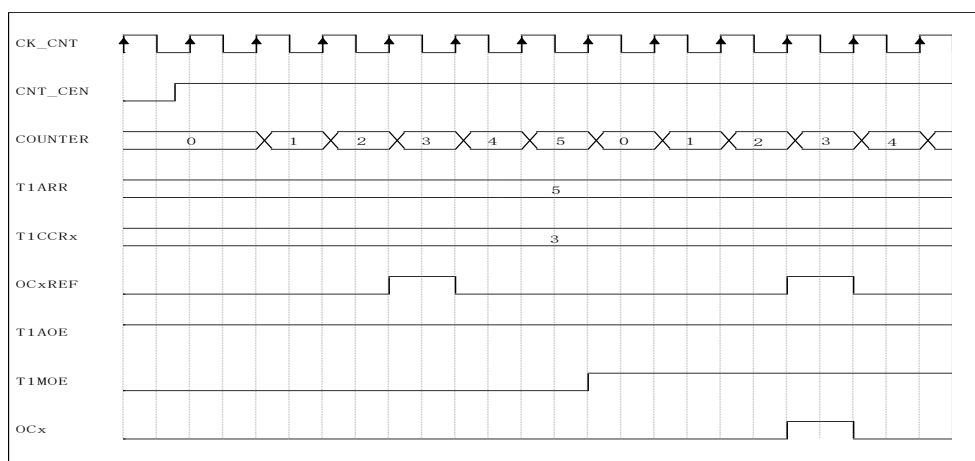 CK_CNT
CNT_CEN
COUNTER 0 1 2 3 4 5 0 1 2 3 4
T1ARR 5
T1CCRx 3
OCxREF
T1AOE
T1MOE
OCx